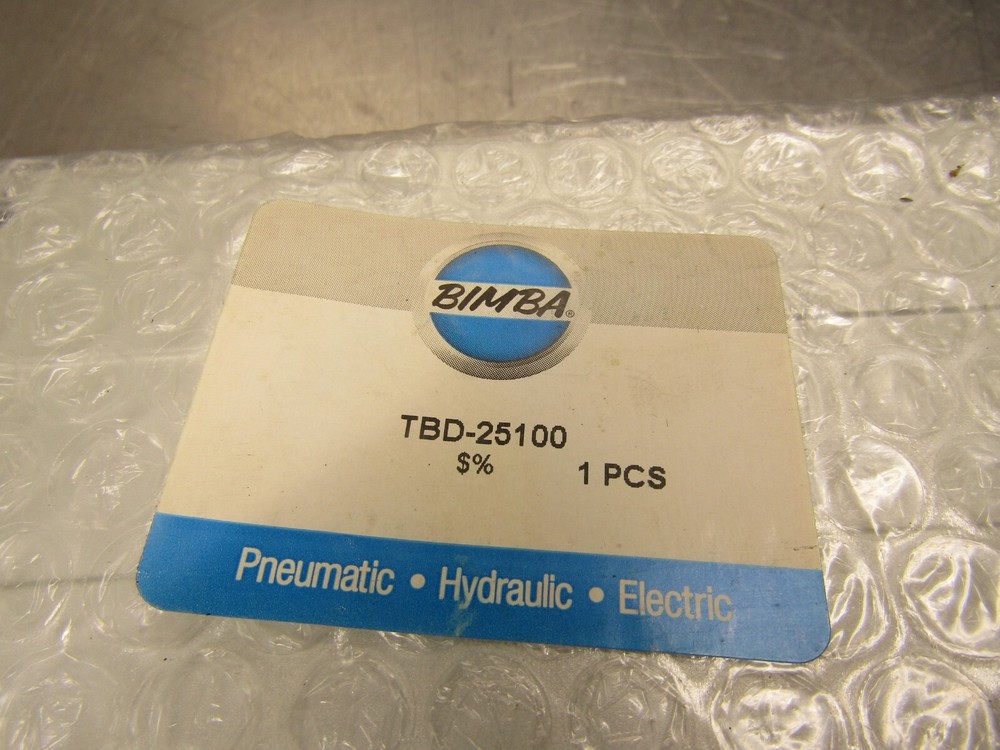 BIMBA®
TBD-25100
$% 1 PCS
Pneumatic • Hydraulic • Electric